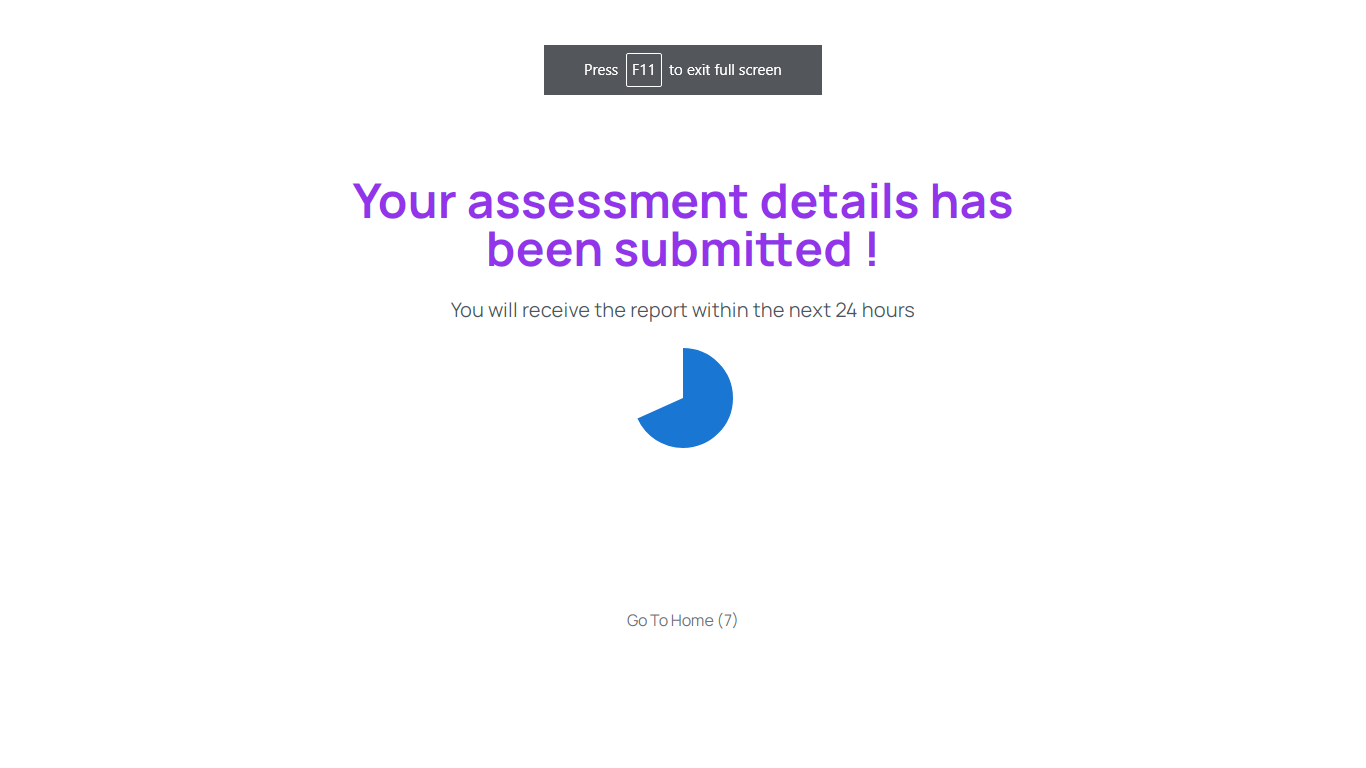 Press F11 to exit full screen
Your assessment details has
been submitted !
You will receive the report within the next 24 hours
Go To Home (7)